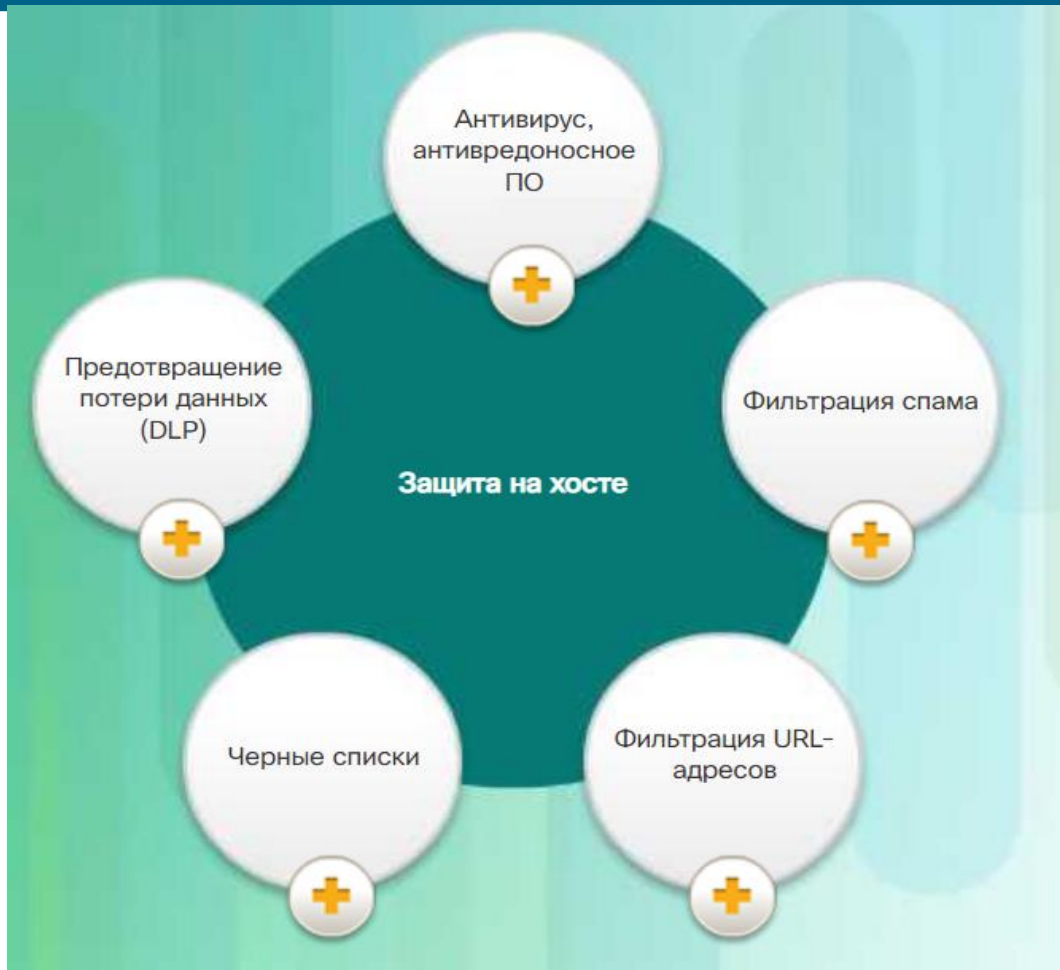 Антивирус,
антивредоносное
ПО
Предотвращение
потери данных
(DLP)
Фильтрация спама
Защита на хосте
Черные списки
Фильтрация URL-
адресов